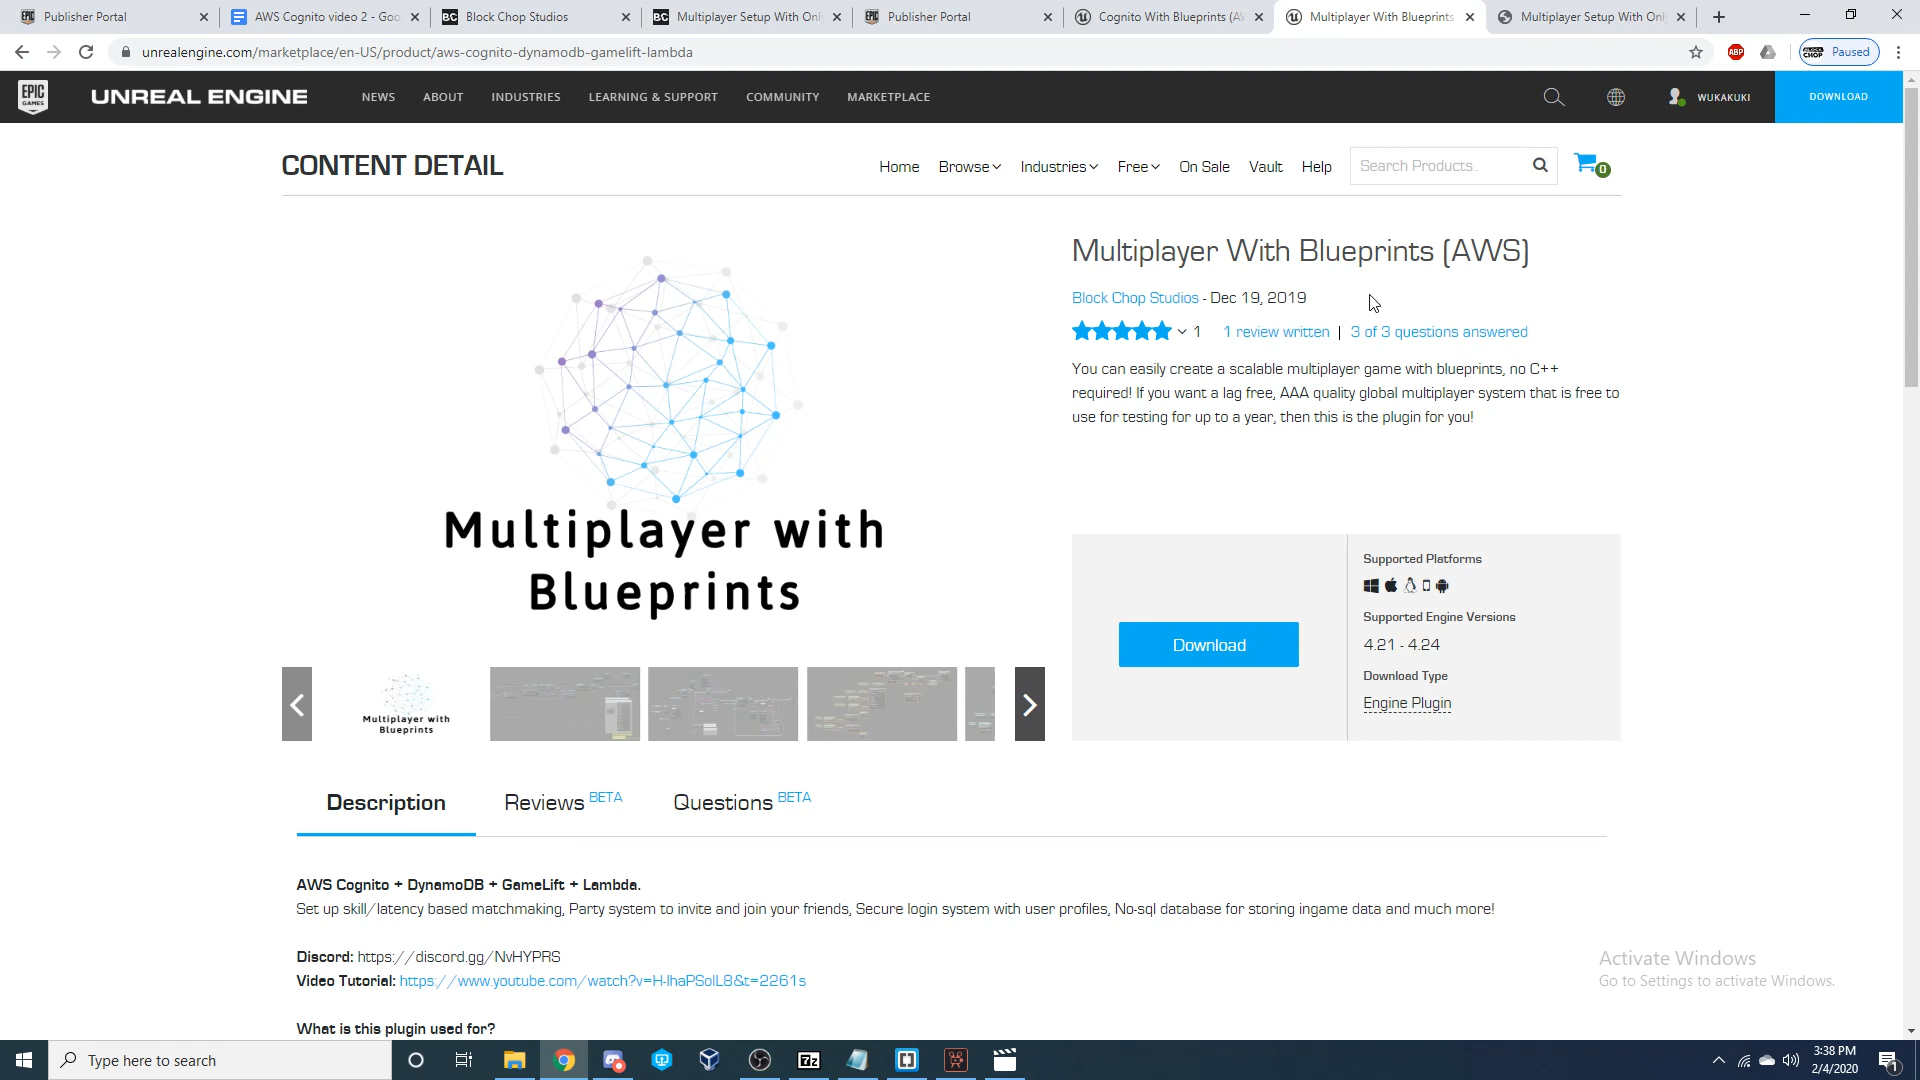 Publisher Portal
AWS Cognito video 2 - Goo
Block Chop Studios
Multiplayer Setup With Onl
Publisher Portal
Cognito With Blueprints (AW
Multiplayer With Blueprints
Multiplayer Setup With Onl
unrealengine.com/marketplace/en-US/product/aws-cognito-dynamodb-gamelift-lambda
ABP
BLOCK CHOP
Paused
EPIC GAMES
UNREAL ENGINE
NEWS
ABOUT
INDUSTRIES
LEARNING & SUPPORT
COMMUNITY
MARKETPLACE
WUKAKUKI
DOWNLOAD
CONTENT DETAIL
Home
Browse
Industries
Free
On Sale
Vault
Help
Search Products..
0
Multiplayer With Blueprints (AWS)
Block Chop Studios - Dec 19, 2019
1
1 review written | 3 of 3 questions answered
You can easily create a scalable multiplayer game with blueprints, no C++
required! If you want a lag free, AAA quality global multiplayer system that is free to
use for testing for up to a year, then this is the plugin for you!
Multiplayer with
Blueprints
Download
Supported Platforms
Supported Engine Versions
4.21 - 4.24
Download Type
Engine Plugin
Multiplayer with
Blueprints
Description
Reviews BETA
Questions BETA
AWS Cognito + DynamoDB + GameLift + Lambda.
Set up skill/latency based matchmaking, Party system to invite and join your friends, Secure login system with user profiles, No-sql database for storing ingame data and much more!
Discord: https://discord.gg/NvHYPRS
Video Tutorial: https://www.youtube.com/watch?v=H-IhaPSolL8&t=2261s
What is this plugin used for?
Activate Windows
Go to Settings to activate Windows.
Type here to search
7z
3:38 PM
2/4/2020
1